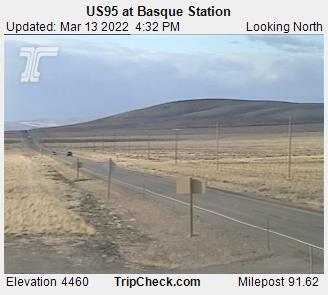 US95 at Basque Station
Updated: Mar 13 2022 4:32 PM Looking North
Elevation 4460 TripCheck.com Milepost 91.62